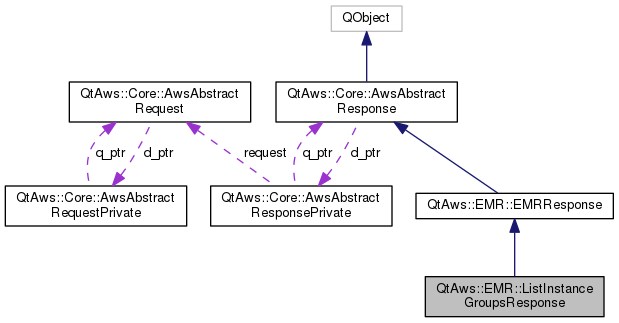 QObject
QtAws::Core::AwsAbstract
Request
QtAws::Core::AwsAbstract
Response
q_ptr
d_ptr
request
q_ptr
d_ptr
QtAws::Core::AwsAbstract
RequestPrivate
QtAws::Core::AwsAbstract
ResponsePrivate
QtAws::EMR::EMRResponse
QtAws::EMR::ListInstance
GroupsResponse